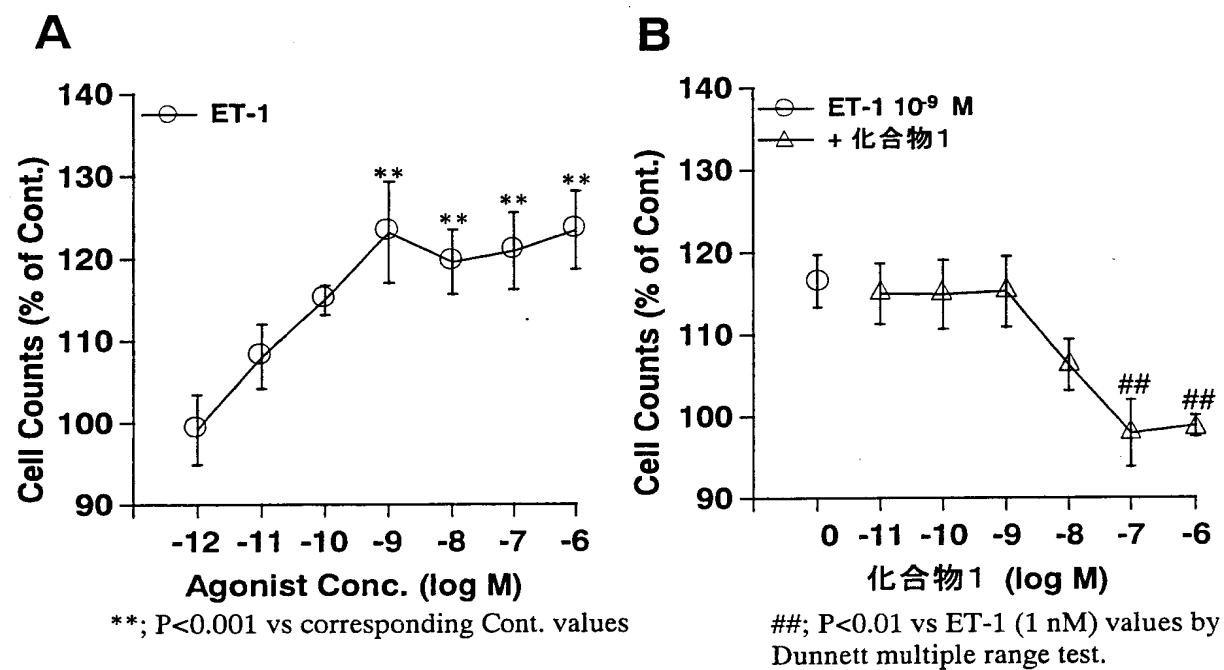 A
140
130
120
110
100
90
Cell Counts (% of Cont.)
ET-1
**
**
**
**
-12 -11 -10 -9 -8 -7 -6
Agonist Conc. (log M)
**; P<0.001 vs corresponding Cont. values
B
140
130
120
110
100
90
Cell Counts (% of Cont.)
ET-1 10⁻⁹ M
+ 化合物1
##
##
0 -11 -10 -9 -8 -7 -6
化合物1 (log M)
##; P<0.01 vs ET-1 (1 nM) values by
Dunnett multiple range test.